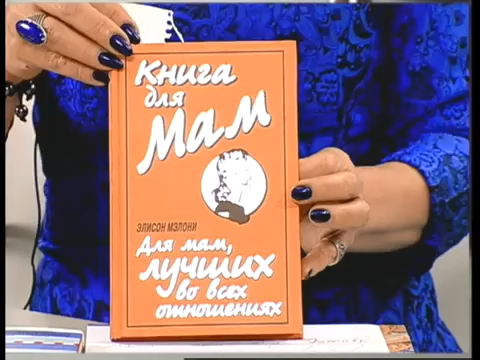 Книга
для
Мам
ЭЛИСОН МЭЛОНИ
Для мам,
лучших
во всех
отношениях